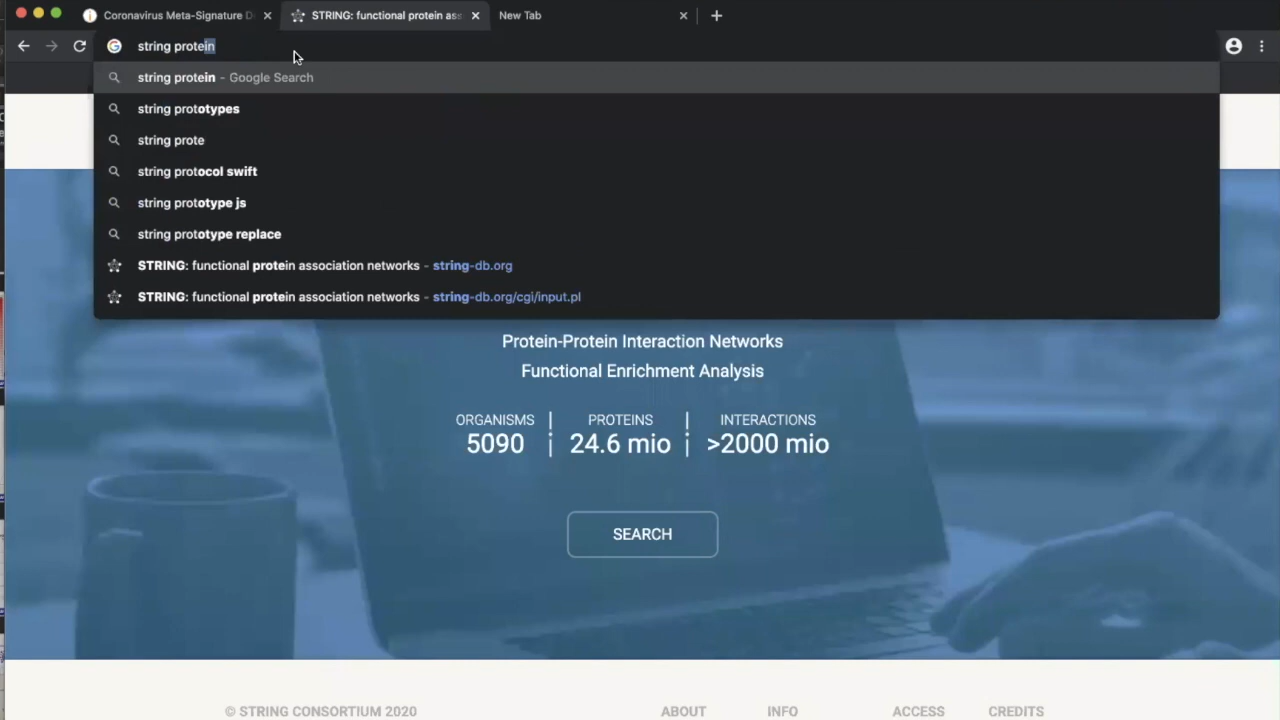 Coronavirus Meta-Signature D
STRING: functional protein ass
New Tab
string protein
string protein - Google Search
string prototypes
string prote
string protocol swift
string prototype js
string prototype replace
STRING: functional protein association networks - string-db.org
STRING: functional protein association networks - string-db.org/cgi/input.pl
Protein-Protein Interaction Networks
Functional Enrichment Analysis
ORGANISMS PROTEINS INTERACTIONS
5090 24.6 mio >2000 mio
SEARCH
© STRING CONSORTIUM 2020 ABOUT INFO ACCESS CREDITS